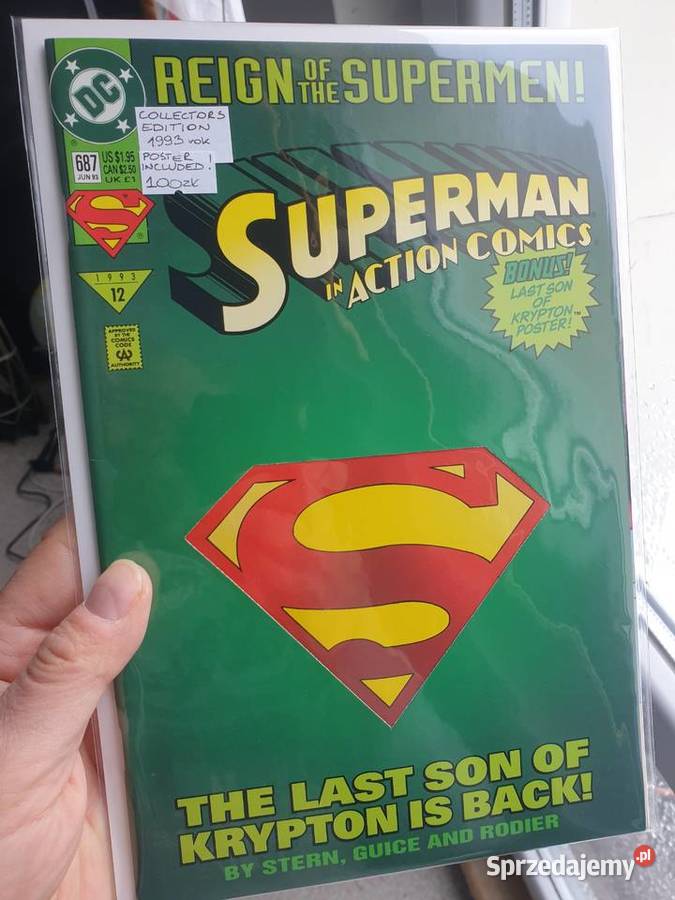 REIGN OF THE SUPERMEN!
DC
COLLECTORS
EDITION
1993 rok
POSTER
INCLUDED!
100zł
687
JUN 93
US $1.95
CAN $2.50
UK £1
S
SUPERMAN
IN ACTION COMICS
1993
12
BONUS!
LAST SON
OF
KRYPTON
POSTER!™
APPROVED
BY THE
COMICS
CODE
CA
AUTHORITY
S
THE LAST SON OF
KRYPTON IS BACK!
BY STERN, GUICE AND RODIER
Sprzedajemy.pl